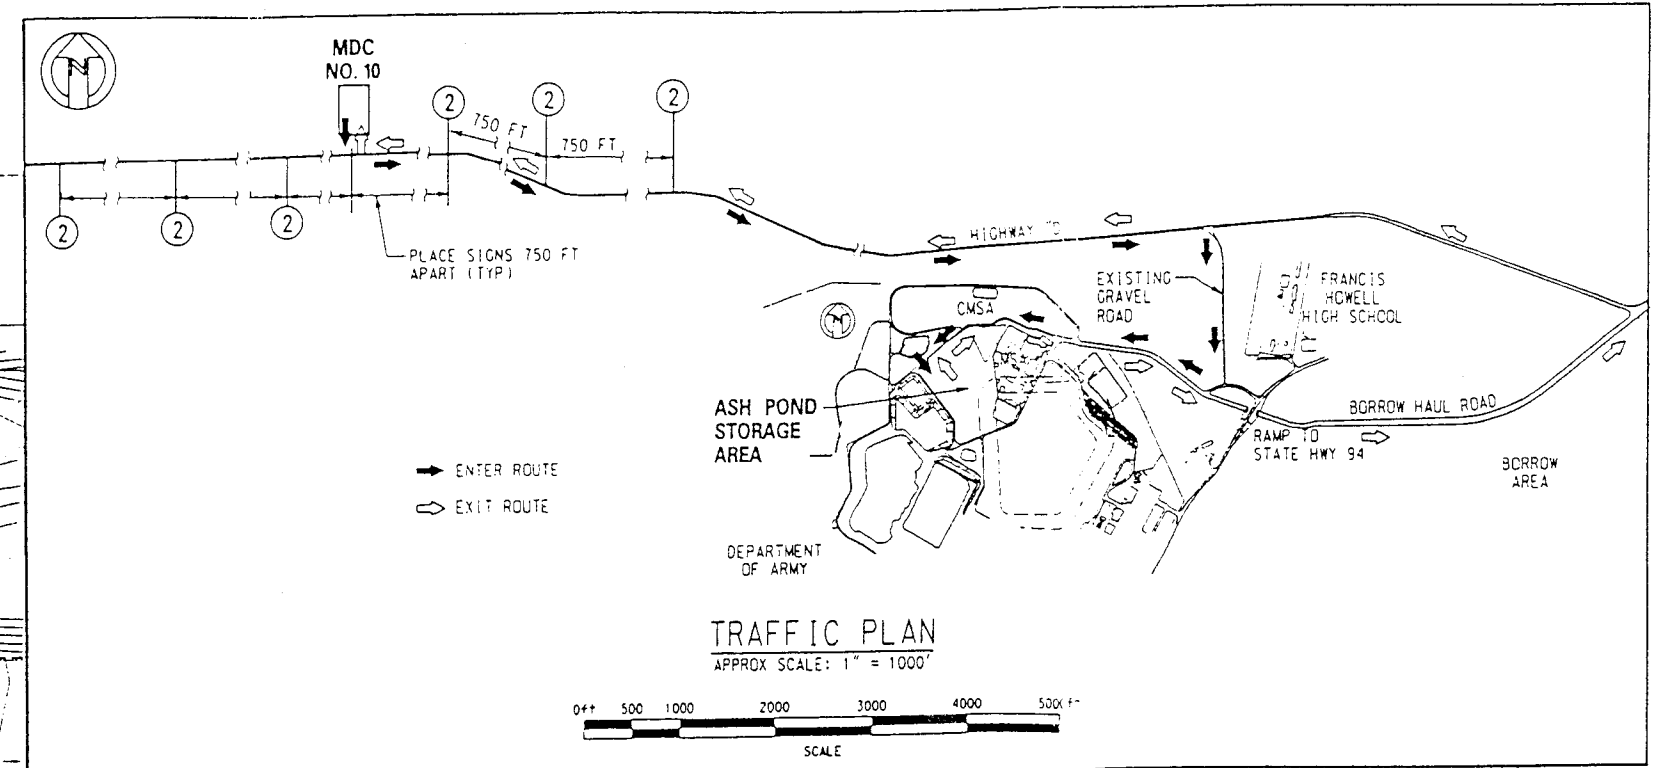 N
MDC
NO. 10
2
2
2
750 FT
750 FT
2
2
2
PLACE SIGNS 750 FT
APART (TYP)
HIGHWAY "D
EXISTING
GRAVEL
ROAD
FRANCIS
HOWELL
HIGH SCHOOL
N
CMSA
ASH POND
STORAGE
AREA
BORROW HAUL ROAD
RAMP TO
STATE HWY 94
BORROW
AREA
ENTER ROUTE
EXIT ROUTE
DEPARTMENT
OF ARMY
TRAFFIC PLAN
APPROX SCALE: 1" = 1000'
0ft 500 1000 2000 3000 4000
SCALE